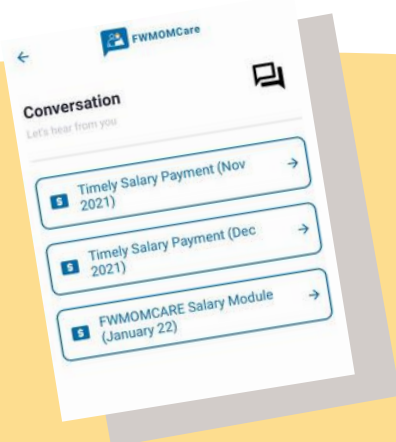 FWMOMCare
Conversation
Let's hear from you
Timely Salary Payment (Nov
2021)
Timely Salary Payment (Dec
2021)
FWMOMCARE Salary Module
(January 22)